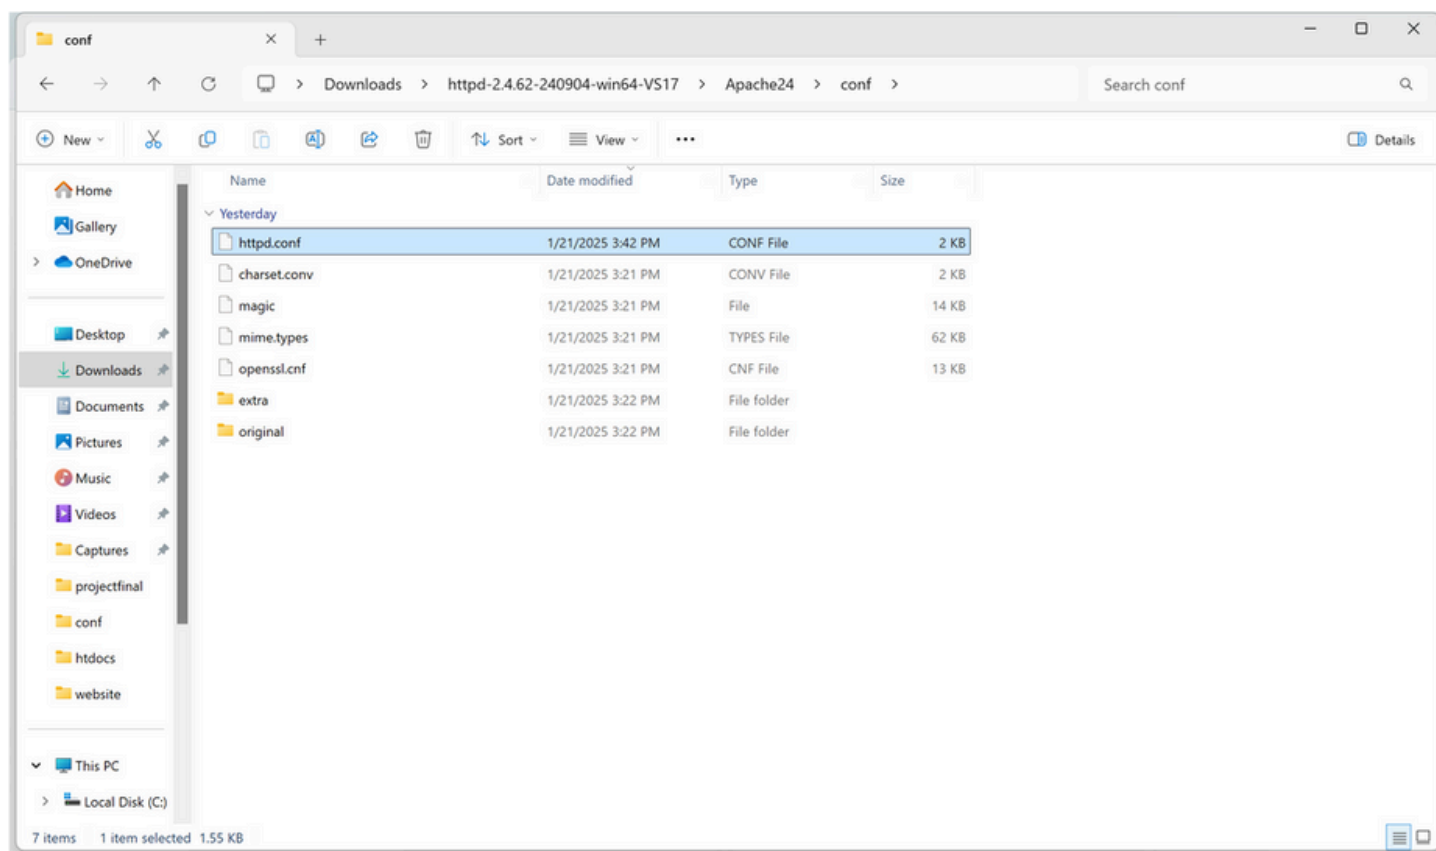 conf
Downloads > httpd-2.4.62-240904-win64-VS17 > Apache24 > conf >
Search conf
New
Sort
View
Details
Name Date modified Type Size
Yesterday
httpd.conf 1/21/2025 3:42 PM CONF File 2 KB
charset.conv 1/21/2025 3:21 PM CONV File 2 KB
magic 1/21/2025 3:21 PM File 14 KB
mime.types 1/21/2025 3:21 PM TYPES File 62 KB
openssl.cnf 1/21/2025 3:21 PM CNF File 13 KB
extra 1/21/2025 3:22 PM File folder
original 1/21/2025 3:22 PM File folder
Home
Gallery
OneDrive
Desktop
Downloads
Documents
Pictures
Music
Videos
Captures
projectfinal
conf
htdocs
website
This PC
Local Disk (C:)
7 items 1 item selected 1.55 KB